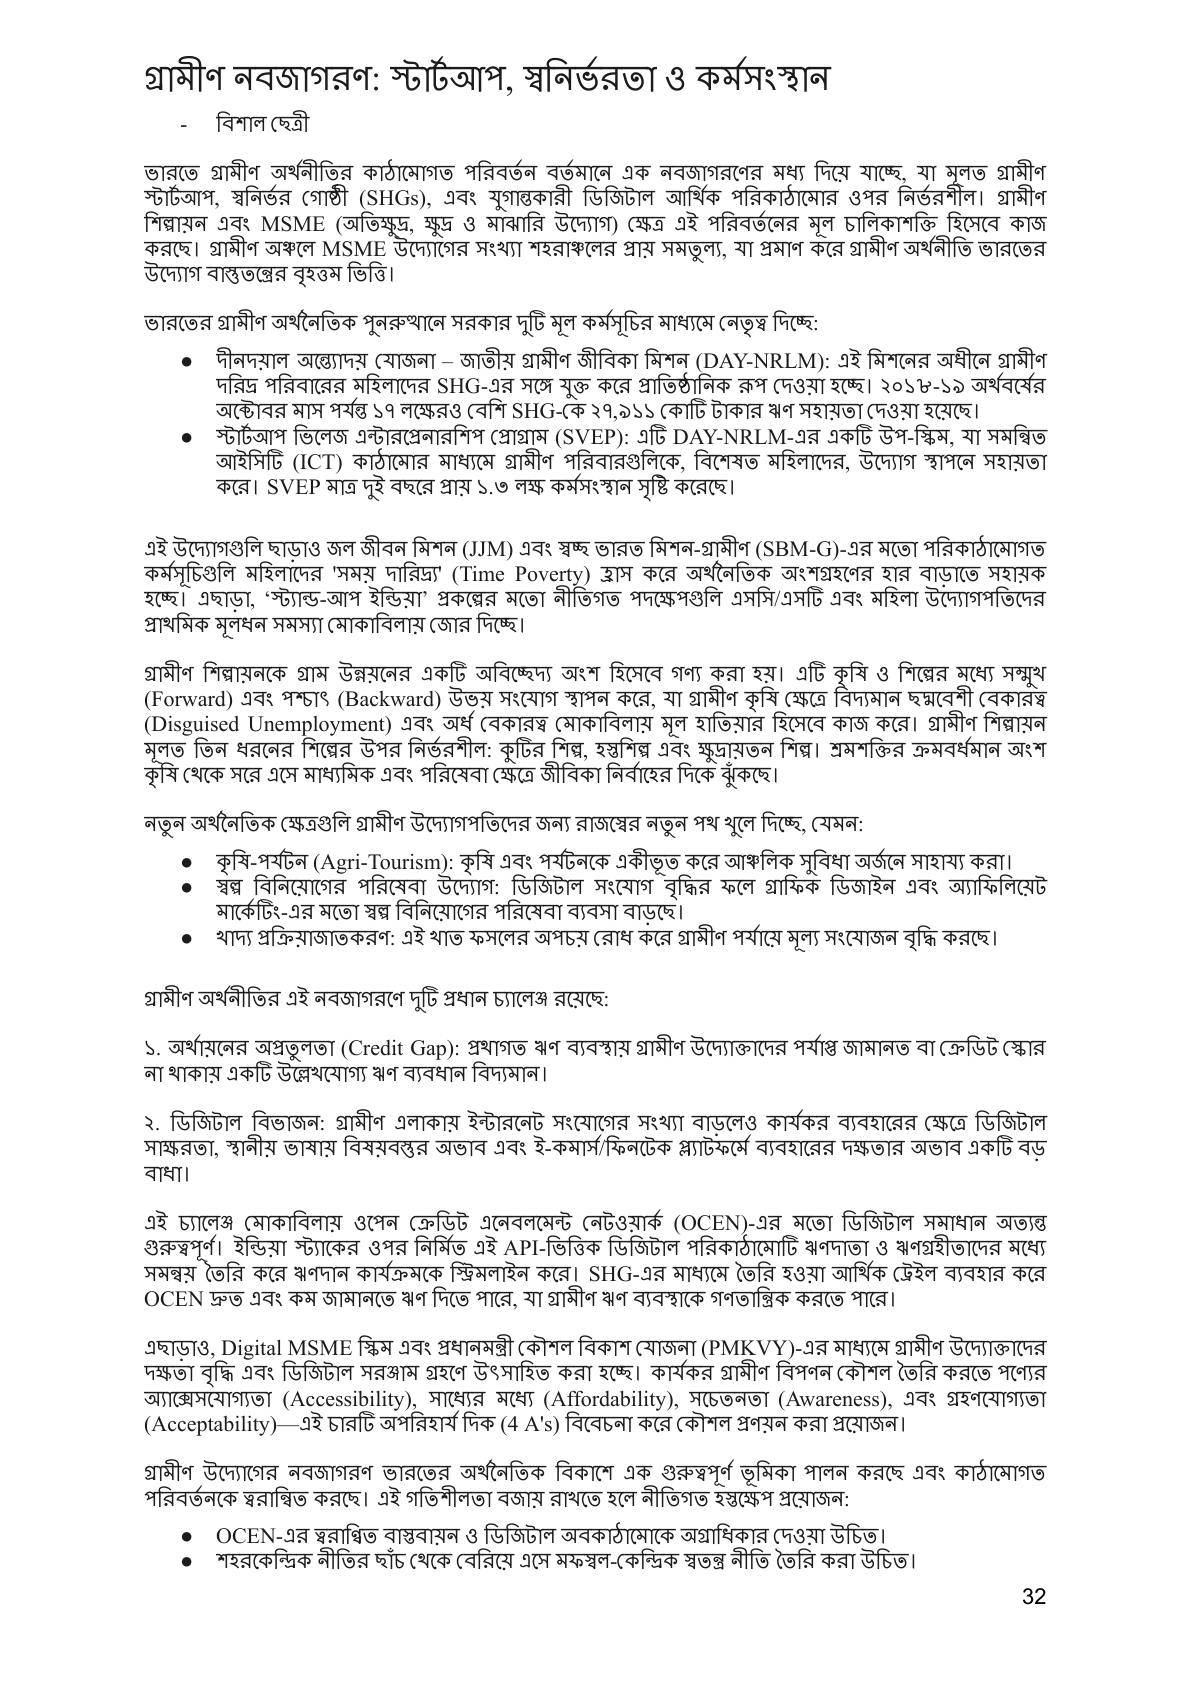 গ্রামীণ নবজাগরণ: স্টার্টআপ, স্বনির্ভরতা ও কর্মসংস্থান
- বিশাল ছেত্রী
ভারতে গ্রামীণ অর্থনীতির কাঠামোগত পরিবর্তন বর্তমানে এক নবজাগরণের মধ্য দিয়ে যাচ্ছে, যা মূলত গ্রামীণ
স্টার্টআপ, স্বনির্ভর গোষ্ঠী (SHGs), এবং যুগান্তকারী ডিজিটাল আর্থিক পরিকাঠামোর ওপর নির্ভরশীল। গ্রামীণ
শিল্পায়ন এবং MSME (অতিক্ষুদ্র, ক্ষুদ্র ও মাঝারি উদ্যোগ) ক্ষেত্র এই পরিবর্তনের মূল চালিকাশক্তি হিসেবে কাজ
করছে। গ্রামীণ অঞ্চলে MSME উদ্যোগের সংখ্যা শহরাঞ্চলের প্রায় সমতুল্য, যা প্রমাণ করে গ্রামীণ অর্থনীতি ভারতের
উদ্যোগ বাস্তুতন্ত্রের বৃহত্তম ভিত্তি।
ভারতের গ্রামীণ অর্থনৈতিক পুনরুত্থানে সরকার দুটি মূল কর্মসূচির মাধ্যমে নেতৃত্ব দিচ্ছে:
● দীনদয়াল অন্ত্যোদয় যোজনা – জাতীয় গ্রামীণ জীবিকা মিশন (DAY-NRLM): এই মিশনের অধীনে গ্রামীণ
দরিদ্র পরিবারের মহিলাদের SHG-এর সঙ্গে যুক্ত করে প্রাতিষ্ঠানিক রূপ দেওয়া হচ্ছে। ২০১৮-১৯ অর্থবর্ষের
অক্টোবর মাস পর্যন্ত ১৭ লক্ষেরও বেশি SHG-কে ২৭,৯১১ কোটি টাকার ঋণ সহায়তা দেওয়া হয়েছে।
● স্টার্টআপ ভিলেজ এন্টারপ্রেনারশিপ প্রোগ্রাম (SVEP): এটি DAY-NRLM-এর একটি উপ-স্কিম, যা সমন্বিত
আইসিটি (ICT) কাঠামোর মাধ্যমে গ্রামীণ পরিবারগুলিকে, বিশেষত মহিলাদের, উদ্যোগ স্থাপনে সহায়তা
করে। SVEP মাত্র দুই বছরে প্রায় ১.৩ লক্ষ কর্মসংস্থান সৃষ্টি করেছে।
এই উদ্যোগগুলি ছাড়াও জল জীবন মিশন (JJM) এবং স্বচ্ছ ভারত মিশন-গ্রামীণ (SBM-G)-এর মতো পরিকাঠামোগত
কর্মসূচিগুলি মহিলাদের 'সময় দারিদ্র্য' (Time Poverty) হ্রাস করে অর্থনৈতিক অংশগ্রহণের হার বাড়াতে সহায়ক
হচ্ছে। এছাড়া, ‘স্ট্যান্ড-আপ ইন্ডিয়া’ প্রকল্পের মতো নীতিগত পদক্ষেপগুলি এসসি/এসটি এবং মহিলা উদ্যোগপতিদের
প্রাথমিক মূলধন সমস্যা মোকাবিলায় জোর দিচ্ছে।
গ্রামীণ শিল্পায়নকে গ্রাম উন্নয়নের একটি অবিচ্ছেদ্য অংশ হিসেবে গণ্য করা হয়। এটি কৃষি ও শিল্পের মধ্যে সম্মুখ
(Forward) এবং পশ্চাৎ (Backward) উভয় সংযোগ স্থাপন করে, যা গ্রামীণ কৃষি ক্ষেত্রে বিদ্যমান ছদ্মবেশী বেকারত্ব
(Disguised Unemployment) এবং অর্ধ বেকারত্ব মোকাবিলায় মূল হাতিয়ার হিসেবে কাজ করে। গ্রামীণ শিল্পায়ন
মূলত তিন ধরনের শিল্পের উপর নির্ভরশীল: কুটির শিল্প, হস্তশিল্প এবং ক্ষুদ্রায়তন শিল্প। শ্রমশক্তির ক্রমবর্ধমান অংশ
কৃষি থেকে সরে এসে মাধ্যমিক এবং পরিষেবা ক্ষেত্রে জীবিকা নির্বাহের দিকে ঝুঁকছে।
নতুন অর্থনৈতিক ক্ষেত্রগুলি গ্রামীণ উদ্যোগপতিদের জন্য রাজস্বের নতুন পথ খুলে দিচ্ছে, যেমন:
● কৃষি-পর্যটন (Agri-Tourism): কৃষি এবং পর্যটনকে একীভূত করে আঞ্চলিক সুবিধা অর্জনে সাহায্য করা।
● স্বল্প বিনিয়োগের পরিষেবা উদ্যোগ: ডিজিটাল সংযোগ বৃদ্ধির ফলে গ্রাফিক ডিজাইন এবং অ্যাফিলিয়েট
মার্কেটিং-এর মতো স্বল্প বিনিয়োগের পরিষেবা ব্যবসা বাড়ছে।
● খাদ্য প্রক্রিয়াজাতকরণ: এই খাত ফসলের অপচয় রোধ করে গ্রামীণ পর্যায়ে মূল্য সংযোজন বৃদ্ধি করছে।
গ্রামীণ অর্থনীতির এই নবজাগরণে দুটি প্রধান চ্যালেঞ্জ রয়েছে:
১. অর্থায়নের অপ্রতুলতা (Credit Gap): প্রথাগত ঋণ ব্যবস্থায় গ্রামীণ উদ্যোক্তাদের পর্যাপ্ত জামানত বা ক্রেডিট স্কোর
না থাকায় একটি উল্লেখযোগ্য ঋণ ব্যবধান বিদ্যমান।
২. ডিজিটাল বিভাজন: গ্রামীণ এলাকায় ইন্টারনেট সংযোগের সংখ্যা বাড়লেও কার্যকর ব্যবহারের ক্ষেত্রে ডিজিটাল
সাক্ষরতা, স্থানীয় ভাষায় বিষয়বস্তুর অভাব এবং ই-কমার্স/ফিনটেক প্ল্যাটফর্মে ব্যবহারের দক্ষতার অভাব একটি বড়
বাধা।
এই চ্যালেঞ্জ মোকাবিলায় ওপেন ক্রেডিট এনেবলমেন্ট নেটওয়ার্ক (OCEN)-এর মতো ডিজিটাল সমাধান অত্যন্ত
গুরুত্বপূর্ণ। ইন্ডিয়া স্ট্যাকের ওপর নির্মিত এই API-ভিত্তিক ডিজিটাল পরিকাঠামোটি ঋণদাতা ও ঋণগ্রহীতাদের মধ্যে
সমন্বয় তৈরি করে ঋণদান কার্যক্রমকে স্ট্রিমলাইন করে। SHG-এর মাধ্যমে তৈরি হওয়া আর্থিক ট্রেইল ব্যবহার করে
OCEN দ্রুত এবং কম জামানতে ঋণ দিতে পারে, যা গ্রামীণ ঋণ ব্যবস্থাকে গণতান্ত্রিক করতে পারে।
এছাড়াও, Digital MSME স্কিম এবং প্রধানমন্ত্রী কৌশল বিকাশ যোজনা (PMKVY)-এর মাধ্যমে গ্রামীণ উদ্যোক্তাদের
দক্ষতা বৃদ্ধি এবং ডিজিটাল সরঞ্জাম গ্রহণে উৎসাহিত করা হচ্ছে। কার্যকর গ্রামীণ বিপণন কৌশল তৈরি করতে পণ্যের
অ্যাক্সেসযোগ্যতা (Accessibility), সাধ্যের মধ্যে (Affordability), সচেতনতা (Awareness), এবং গ্রহণযোগ্যতা
(Acceptability)—এই চারটি অপরিহার্য দিক (4 A's) বিবেচনা করে কৌশল প্রণয়ন করা প্রয়োজন।
গ্রামীণ উদ্যোগের নবজাগরণ ভারতের অর্থনৈতিক বিকাশে এক গুরুত্বপূর্ণ ভূমিকা পালন করছে এবং কাঠামোগত
পরিবর্তনকে ত্বরান্বিত করছে। এই গতিশীলতা বজায় রাখতে হলে নীতিগত হস্তক্ষেপ প্রয়োজন:
● OCEN-এর ত্বরাণ্বিত বাস্তবায়ন ও ডিজিটাল অবকাঠামোকে অগ্রাধিকার দেওয়া উচিত।
● শহরকেন্দ্রিক নীতির ছাঁচ থেকে বেরিয়ে এসে মফস্বল-কেন্দ্রিক স্বতন্ত্র নীতি তৈরি করা উচিত।
32